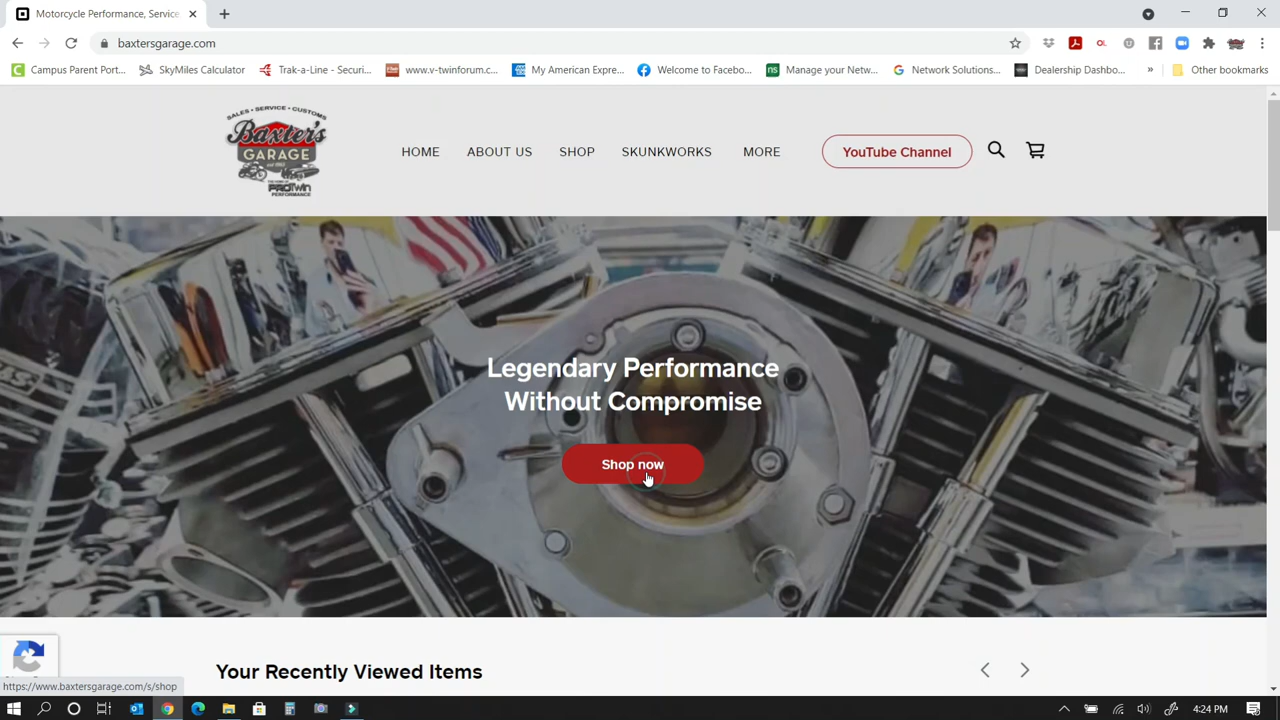 Motorcycle Performance, Service
baxtersgarage.com
Campus Parent Port...
SkyMiles Calculator
Trak-a-Line - Securi...
www.v-twinforum.c...
My American Expre...
Welcome to Facebo...
Manage your Netw...
Network Solutions...
Dealership Dashbo...
Other bookmarks
SALES • SERVICE • CUSTOMS
Baxter's
GARAGE
PROTwin
PERFORMANCE
HOME
ABOUT US
SHOP
SKUNKWORKS
MORE
YouTube Channel
Legendary Performance
Without Compromise
Shop now
Your Recently Viewed Items
https://www.baxtersgarage.com/s/shop
4:24 PM